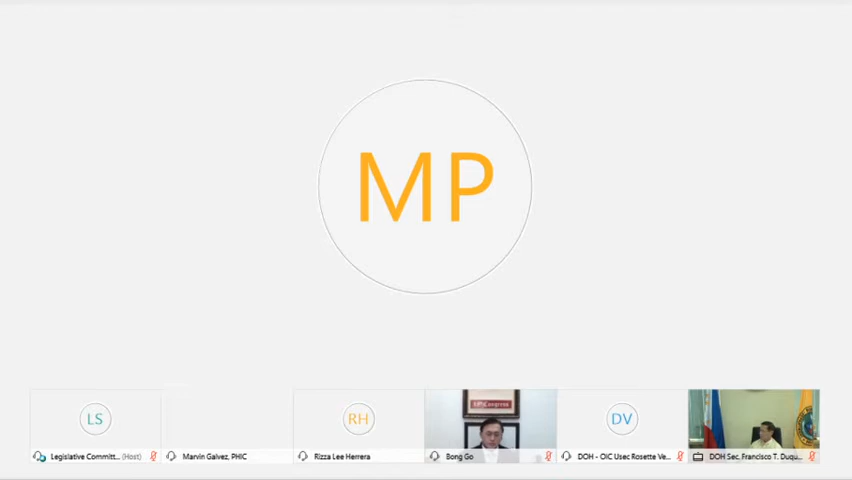 MP
LS
RH
DV
Legislative Committ... (Host)
Marvin Galvez, PHIC
Rizza Lee Herrera
Bong Go
DOH - OIC Usec Rosette Ve...
DOH Sec. Francisco T. Duqu...